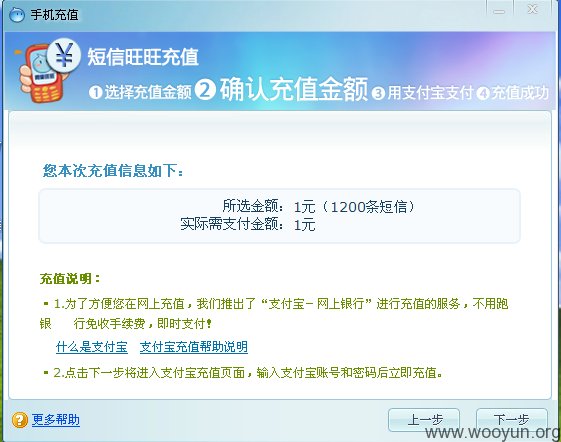 手机充值
¥
短信旺旺充值
❶选择充值金额❷确认充值金额❸用支付宝支付❹充值成功
您本次充值信息如下：
所选金额：1元（1200条短信）
实际需支付金额：1元
充值说明：
▪ 1.为了方便您在网上充值，我们推出了“支付宝－网上银行”进行充值的服务，不用跑
银　行免收手续费，即时支付！
什么是支付宝　支付宝充值帮助说明
▪ 2.点击下一步将进入支付宝充值页面，输入支付宝账号和密码后立即充值。
? 更多帮助　上一步　下一步
www.wooyun.org